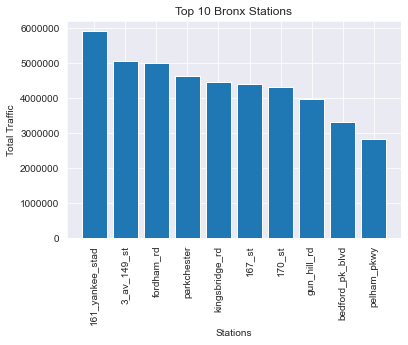 Top 10 Bronx Stations
Total Traffic
6000000
5000000
4000000
3000000
2000000
1000000
0
161_yankee_stad
3_av_149_st
fordham_rd
parkchester
kingsbridge_rd
167_st
170_st
gun_hill_rd
bedford_pk_blvd
pelham_pkwy
Stations